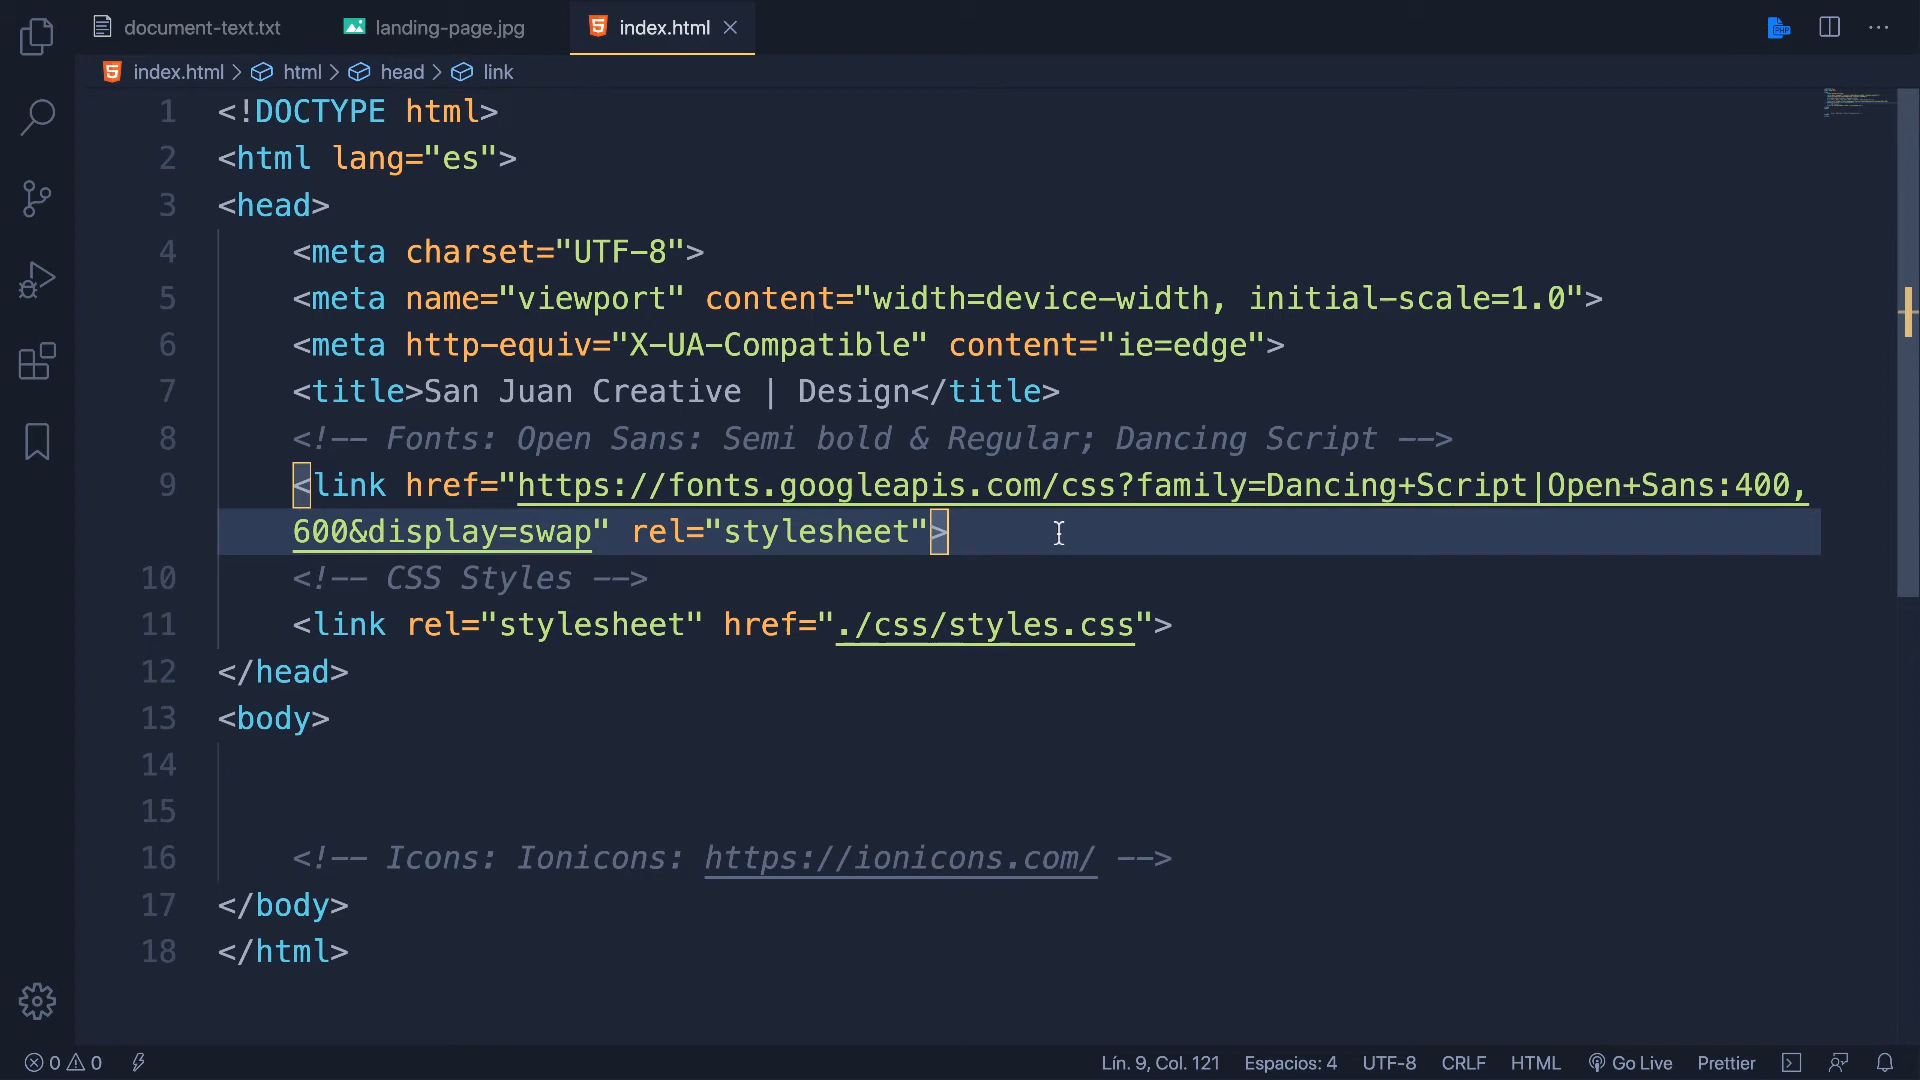 document-text.txt landing-page.jpg index.html
index.html > html > head > link
1 <!DOCTYPE html>
2 <html lang="es">
3 <head>
4 <meta charset="UTF-8">
5 <meta name="viewport" content="width=device-width, initial-scale=1.0">
6 <meta http-equiv="X-UA-Compatible" content="ie=edge">
7 <title>San Juan Creative | Design</title>
8 <!-- Fonts: Open Sans: Semi bold & Regular; Dancing Script -->
9 <link href="https://fonts.googleapis.com/css?family=Dancing+Script|Open+Sans:400,
600&display=swap" rel="stylesheet">
10 <!-- CSS Styles -->
11 <link rel="stylesheet" href="./css/styles.css">
12 </head>
13 <body>
14
15
16 <!-- Icons: Ionicons: https://ionicons.com/ -->
17 </body>
18 </html>
0 0 Lín. 9, Col. 121 Espacios: 4 UTF-8 CRLF HTML Go Live Prettier